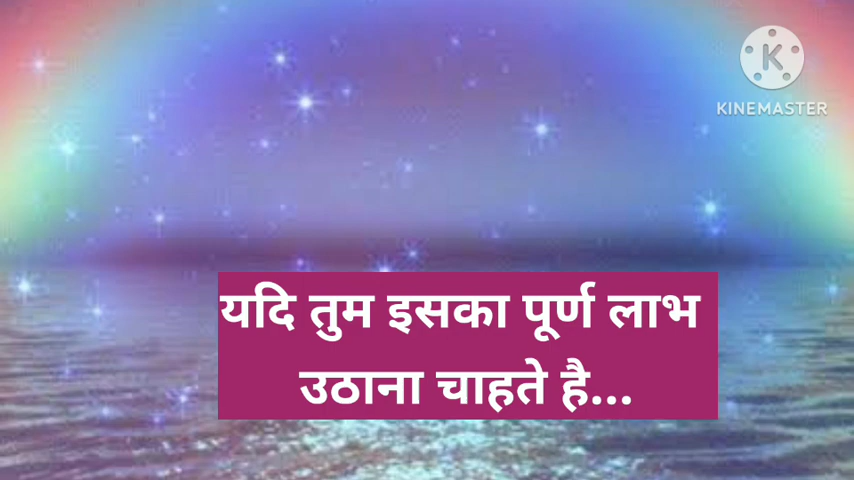 KINEMASTER
यदि तुम इसका पूर्ण लाभ
उठाना चाहते है...